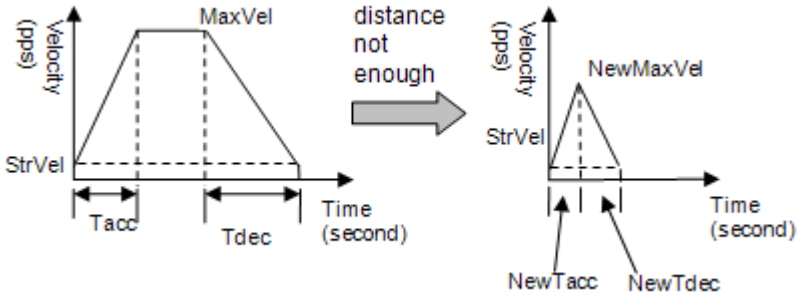 Velocity
(pps)
MaxVel
StrVel
Tacc
Tdec
Time
(second)
distance
not
enough
Velocity
(pps)
NewMaxVel
StrVel
Time
(second)
NewTacc
NewTdec